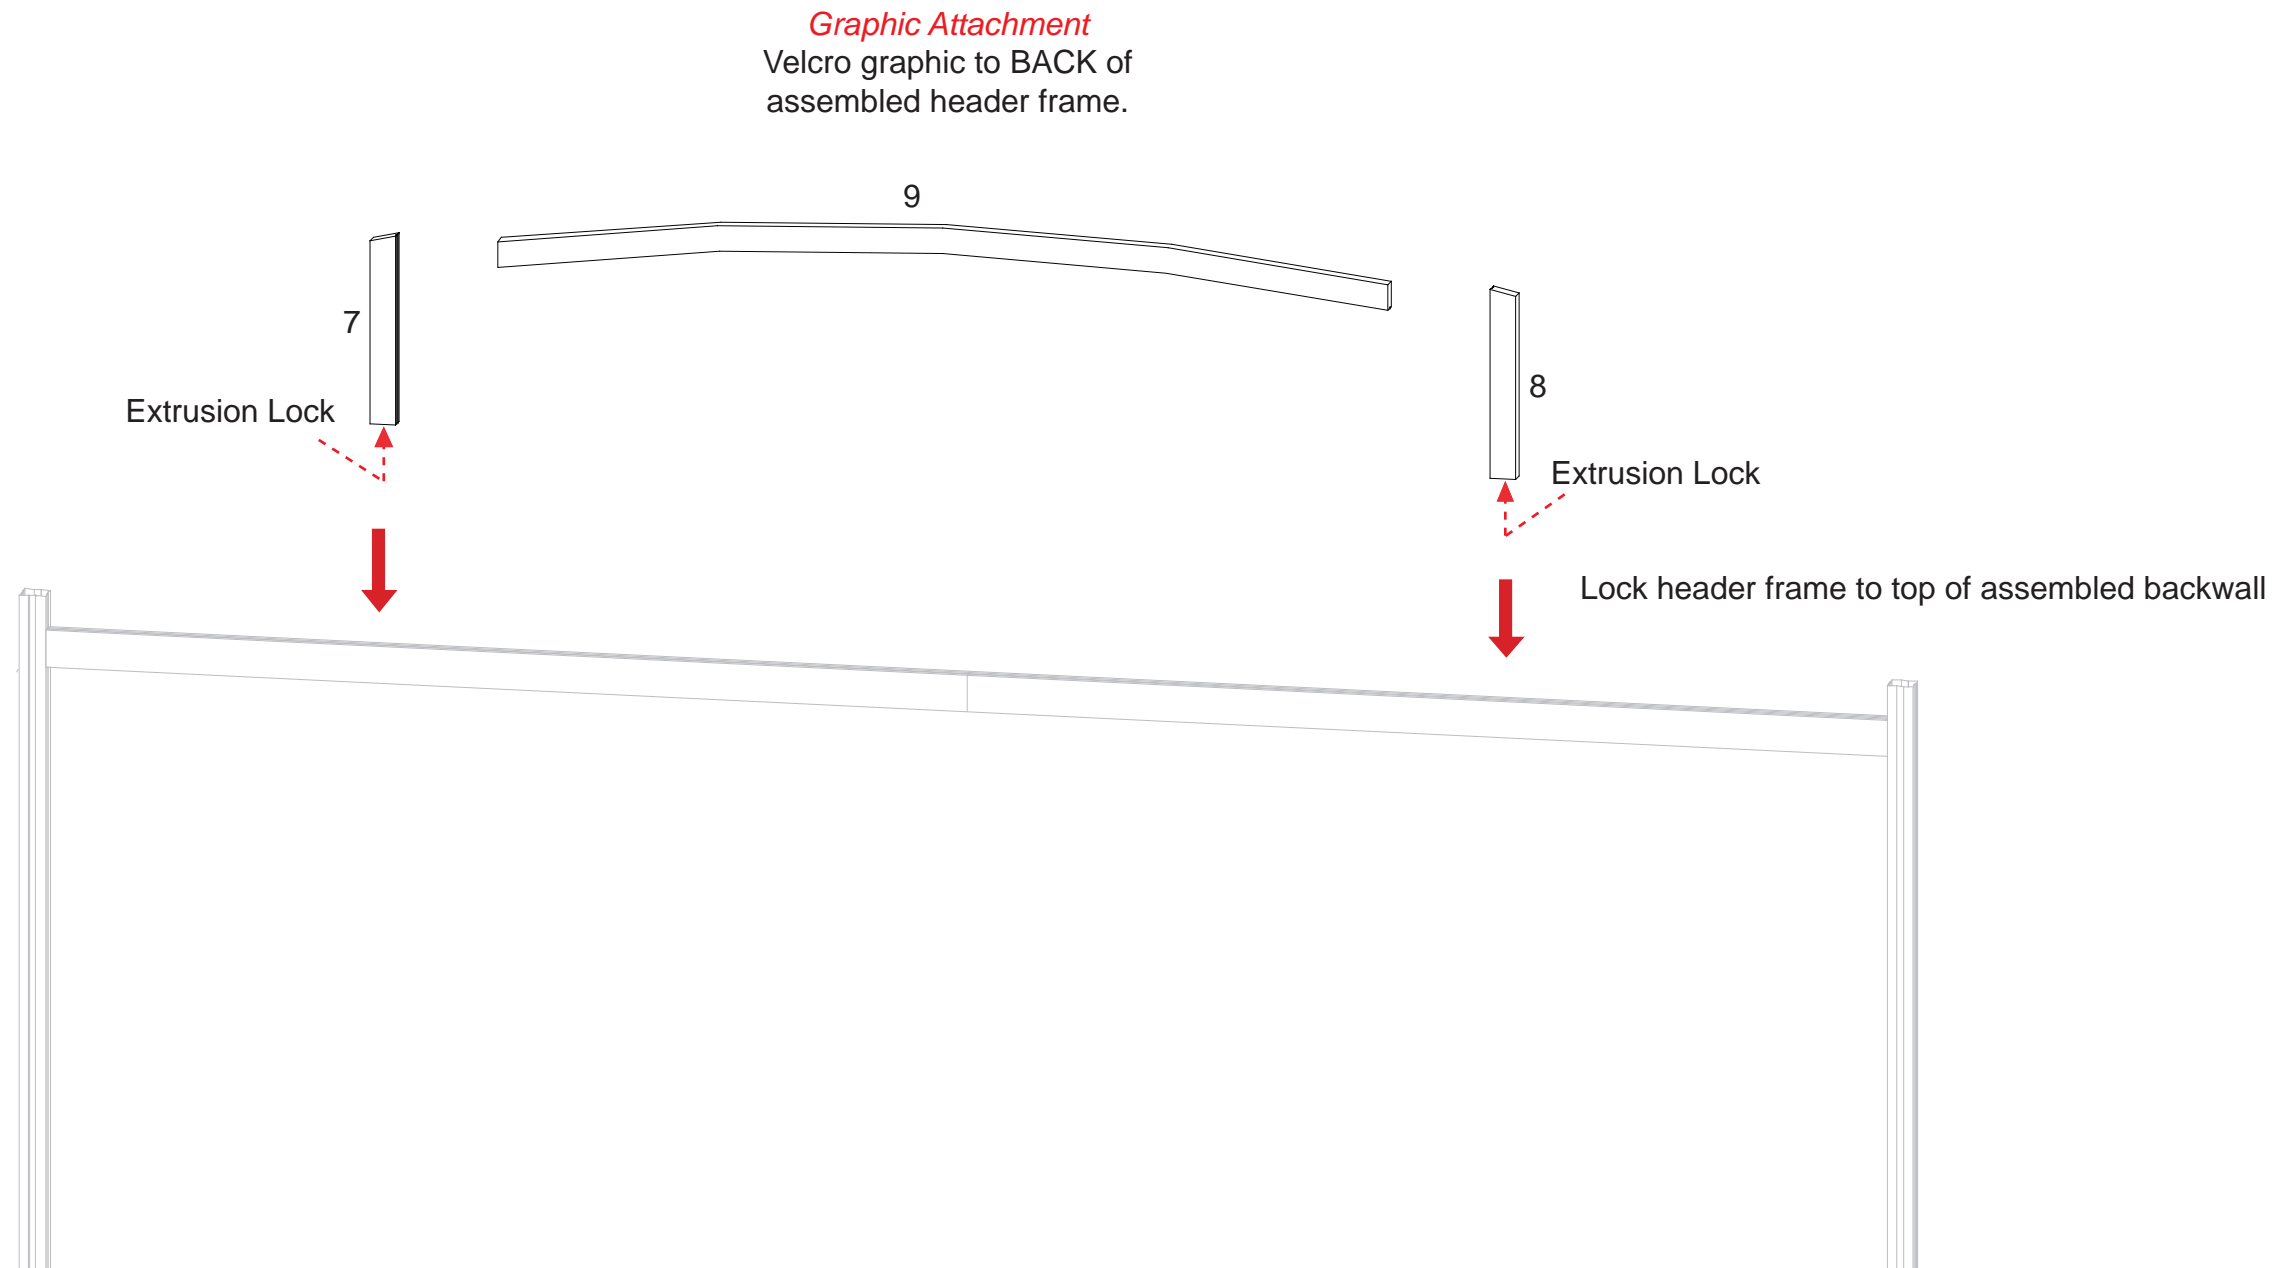 Graphic Attachment
Velcro graphic to BACK of
assembled header frame.
9
7
8
Extrusion Lock
Extrusion Lock
Lock header frame to top of assembled backwall